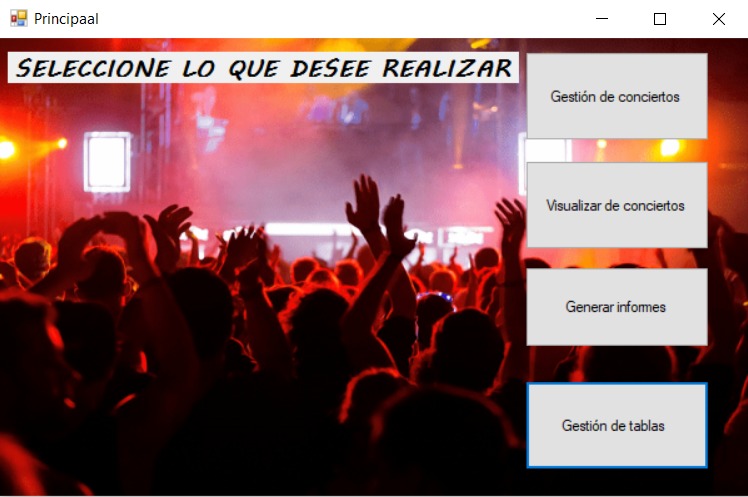 Principaal
SELECCIONE LO QUE DESEE REALIZAR
Gestión de conciertos
Visualizar de conciertos
Generar informes
Gestión de tablas